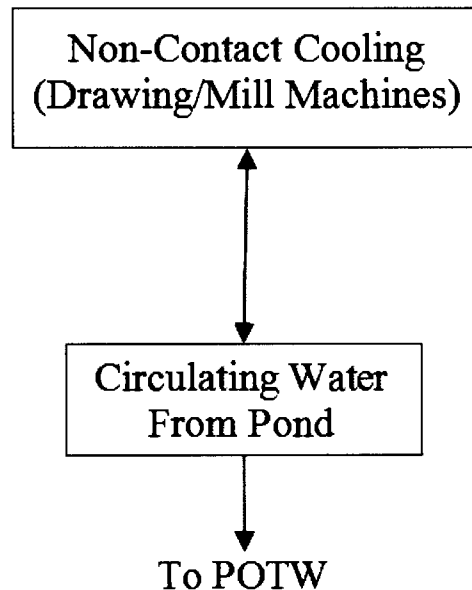 Non-Contact Cooling
(Drawing/Mill Machines)
Circulating Water
From Pond
To POTW